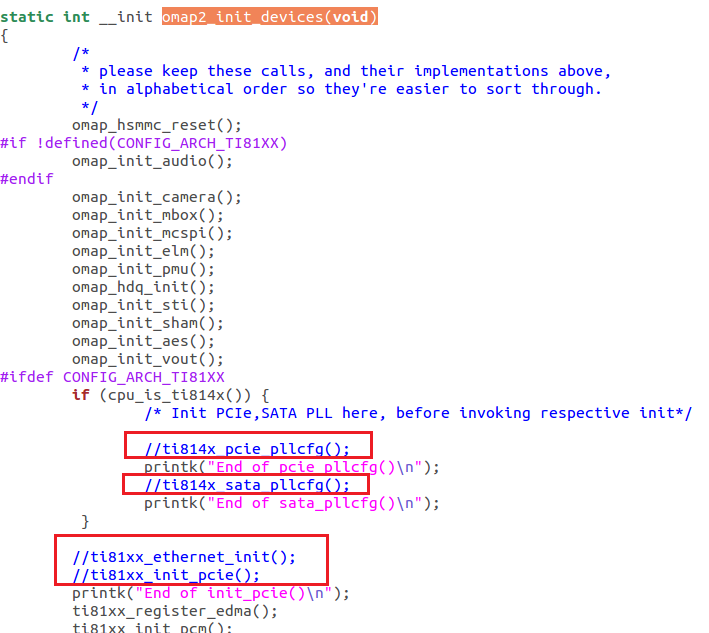 static int __init omap2_init_devices(void)
{
/*
* please keep these calls, and their implementations above,
* in alphabetical order so they're easier to sort through.
*/
omap_hsmmc_reset();
#if !defined(CONFIG_ARCH_TI81XX)
omap_init_audio();
#endif
omap_init_camera();
omap_init_mbox();
omap_init_mcspi();
omap_init_elm();
omap_init_pmu();
omap_hdq_init();
omap_init_sti();
omap_init_sham();
omap_init_aes();
omap_init_vout();
#ifdef CONFIG_ARCH_TI81XX
if (cpu_is_ti814x()) {
/* Init PCIe,SATA PLL here, before invoking respective init*/
//ti814x_pcie_pllcfg();
printk("End of pcie_pllcfg()\n");
//ti814x_sata_pllcfg();
printk("End of sata_pllcfg()\n");
}
//ti81xx_ethernet_init();
//ti81xx_init_pcie();
printk("End of init_pcie()\n");
ti81xx_register_edma();
ti81xx_init_pcm();